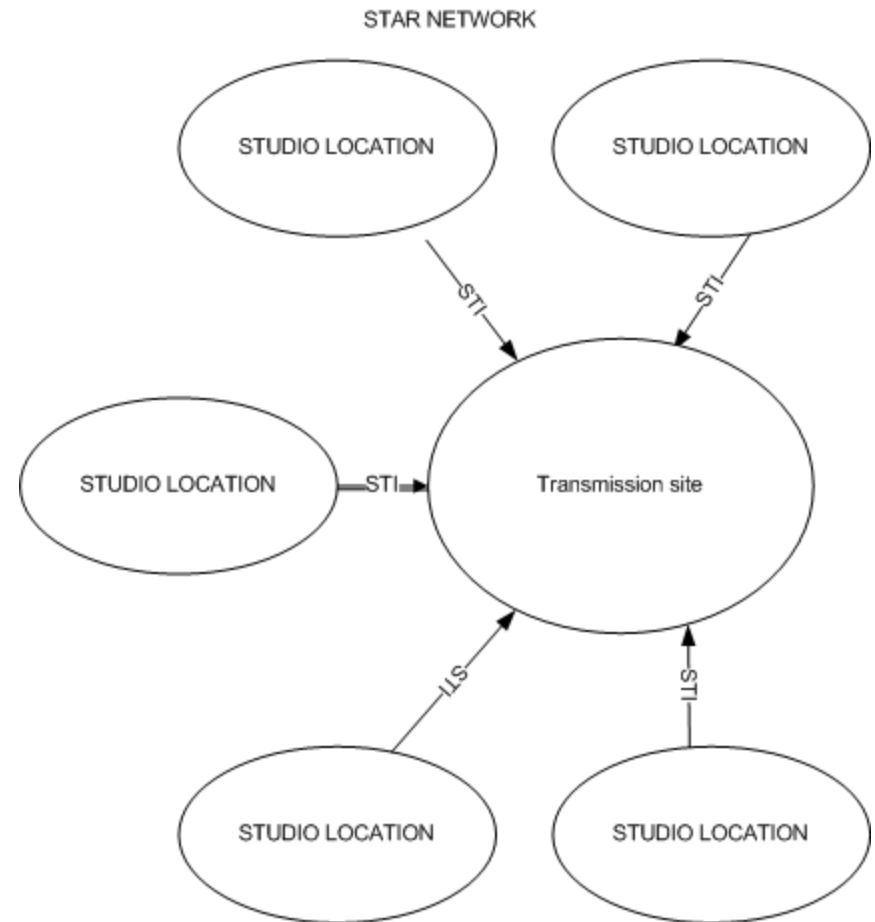 STAR NETWORK
STUDIO LOCATION
STUDIO LOCATION
STI
STI
STUDIO LOCATION
STI
Transmission site
STI
STI
STUDIO LOCATION
STUDIO LOCATION